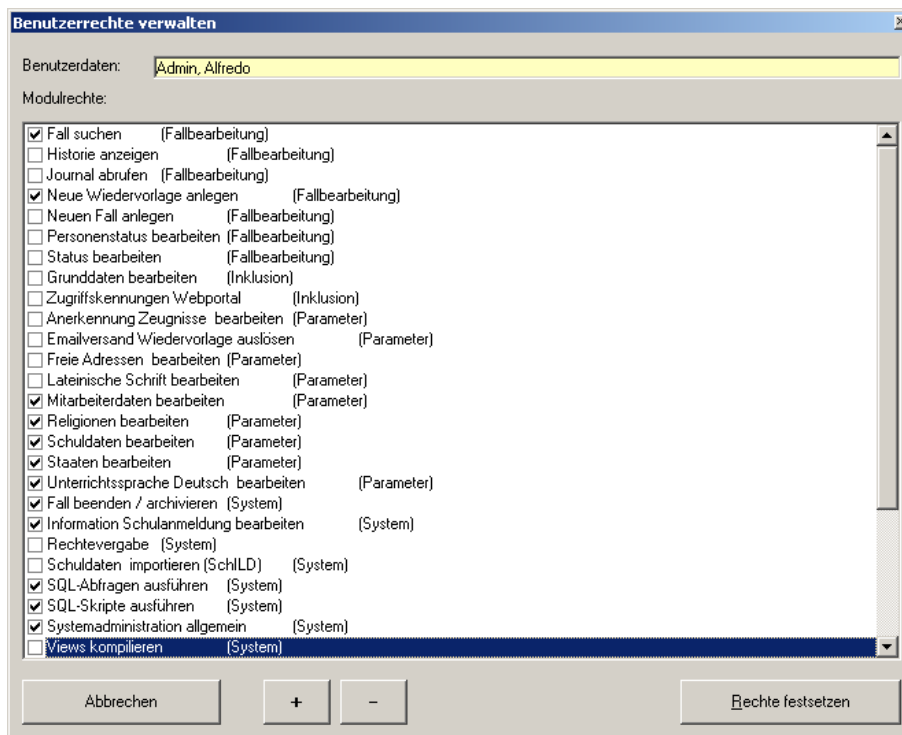 Benutzerrechte verwalten
Benutzerdaten: Admin, Alfredo
Modulrechte:
Fall suchen (Fallbearbeitung)
Historie anzeigen (Fallbearbeitung)
Journal abrufen (Fallbearbeitung)
Neue Wiedervorlage anlegen (Fallbearbeitung)
Neuen Fall anlegen (Fallbearbeitung)
Personenstatus bearbeiten (Fallbearbeitung)
Status bearbeiten (Fallbearbeitung)
Grunddaten bearbeiten (Inklusion)
Zugriffskennungen Webportal (Inklusion)
Anerkennung Zeugnisse bearbeiten (Parameter)
Emailversand Wiedervorlage auslösen (Parameter)
Freie Adressen bearbeiten (Parameter)
Lateinische Schrift bearbeiten (Parameter)
Mitarbeiterdaten bearbeiten (Parameter)
Religionen bearbeiten (Parameter)
Schuldaten bearbeiten (Parameter)
Staaten bearbeiten (Parameter)
Unterrichtssprache Deutsch bearbeiten (Parameter)
Fall beenden / archivieren (System)
Information Schulanmeldung bearbeiten (System)
Rechtevergabe (System)
Schuldaten importieren (SchILD) (System)
SQL-Abfragen ausführen (System)
SQL-Skripte ausführen (System)
Systemadministration allgemein (System)
Views kompilieren (System)
Abbrechen + - Rechte festsetzen